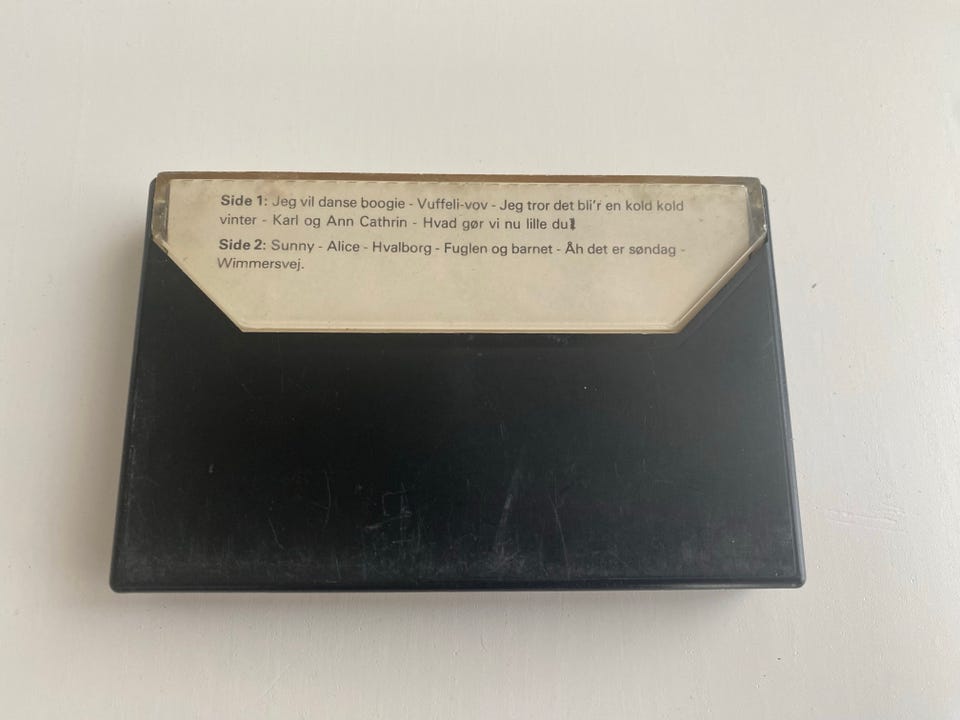 Side 1: Jeg vil danse boogie - Vuffeli-vov - Jeg tror det bli'r en kold kold
vinter - Karl og Ann Cathrin - Hvad gør vi nu lille du
Side 2: Sunny - Alice - Hvalborg - Fuglen og barnet - Åh det er søndag -
Wimmersvej.